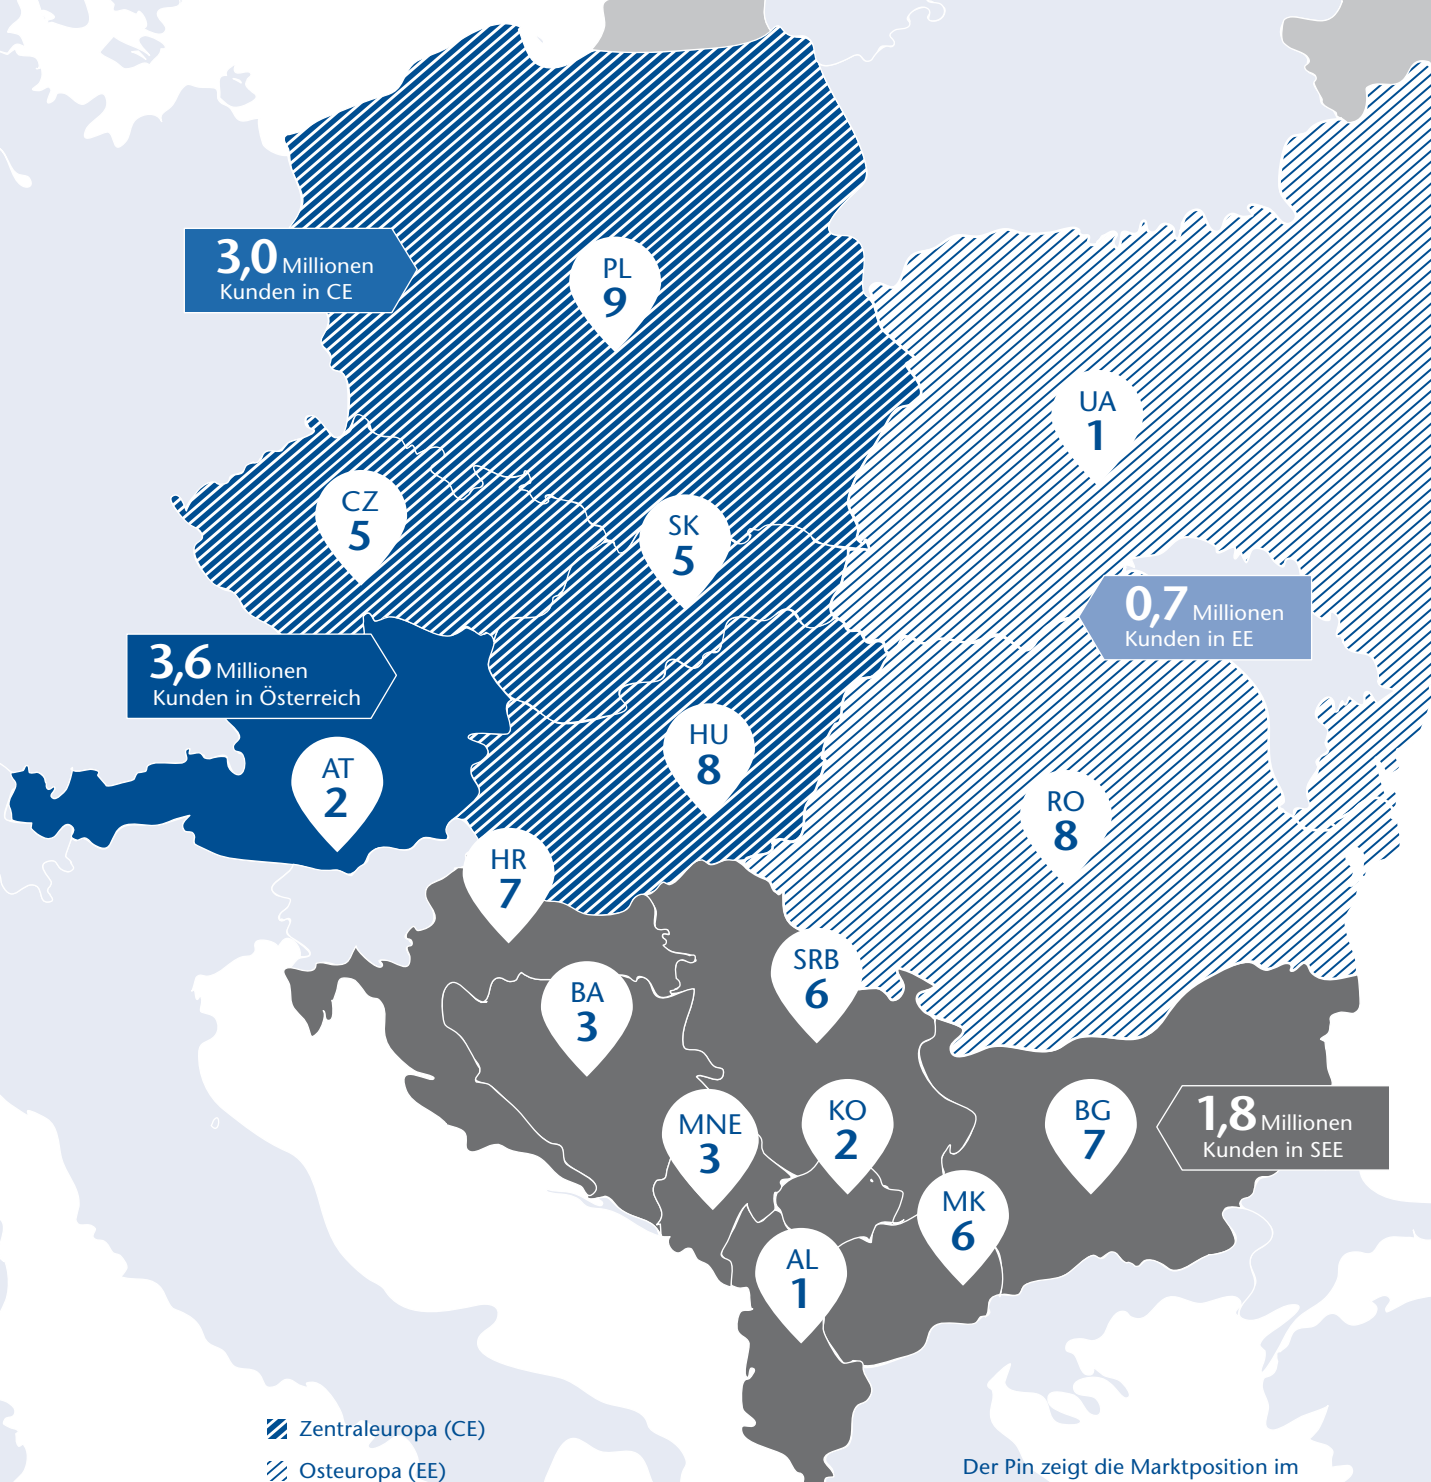 3,0 Millionen
Kunden in CE
PL
9
UA
1
CZ
5
SK
5
0,7 Millionen
Kunden in EE
3,6 Millionen
Kunden in Österreich
HU
8
AT
2
RO
8
HR
7
SRB
6
BA
3
MNE
3
KO
2
BG
7
1,8 Millionen
Kunden in SEE
MK
6
AL
1
Zentraleuropa (CE)
Osteuropa (EE)
Der Pin zeigt die Marktposition im